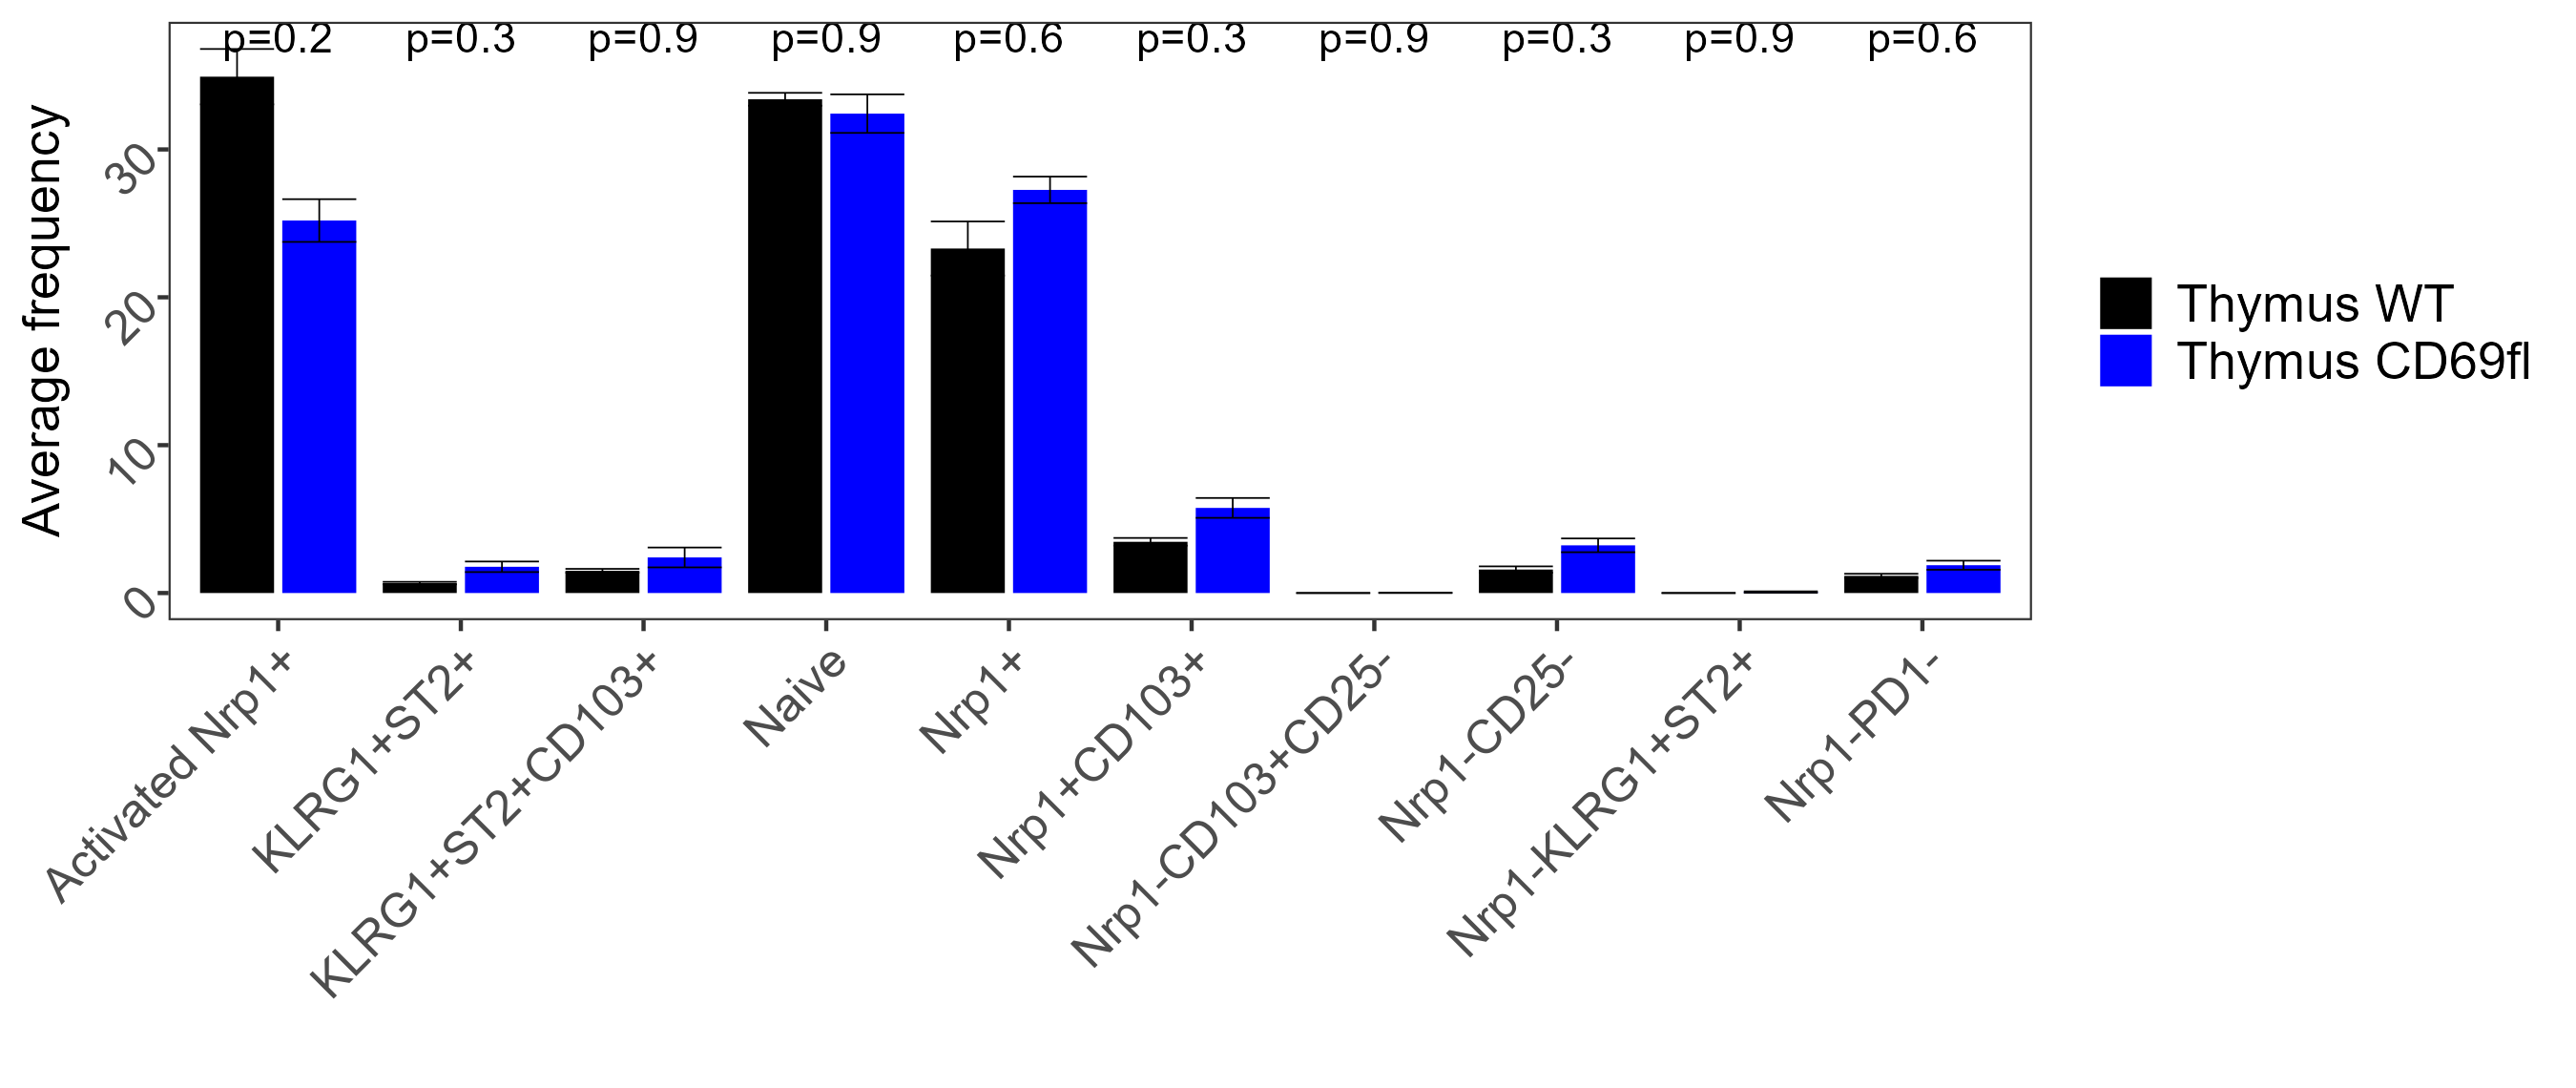 p=0.2 p=0.3 p=0.9 p=0.9 p=0.6 p=0.3 p=0.9 p=0.3 p=0.9 p=0.6
Average frequency
30
20
10
0
Activated Nrp1+
KLRG1+ST2+
KLRG1+ST2+CD103+
Naive
Nrp1+
Nrp1+CD103+
Nrp1-CD103+CD25-
Nrp1-CD25-
Nrp1-KLRG1+ST2+
Nrp1-PD1-
Thymus WT
Thymus CD69fl